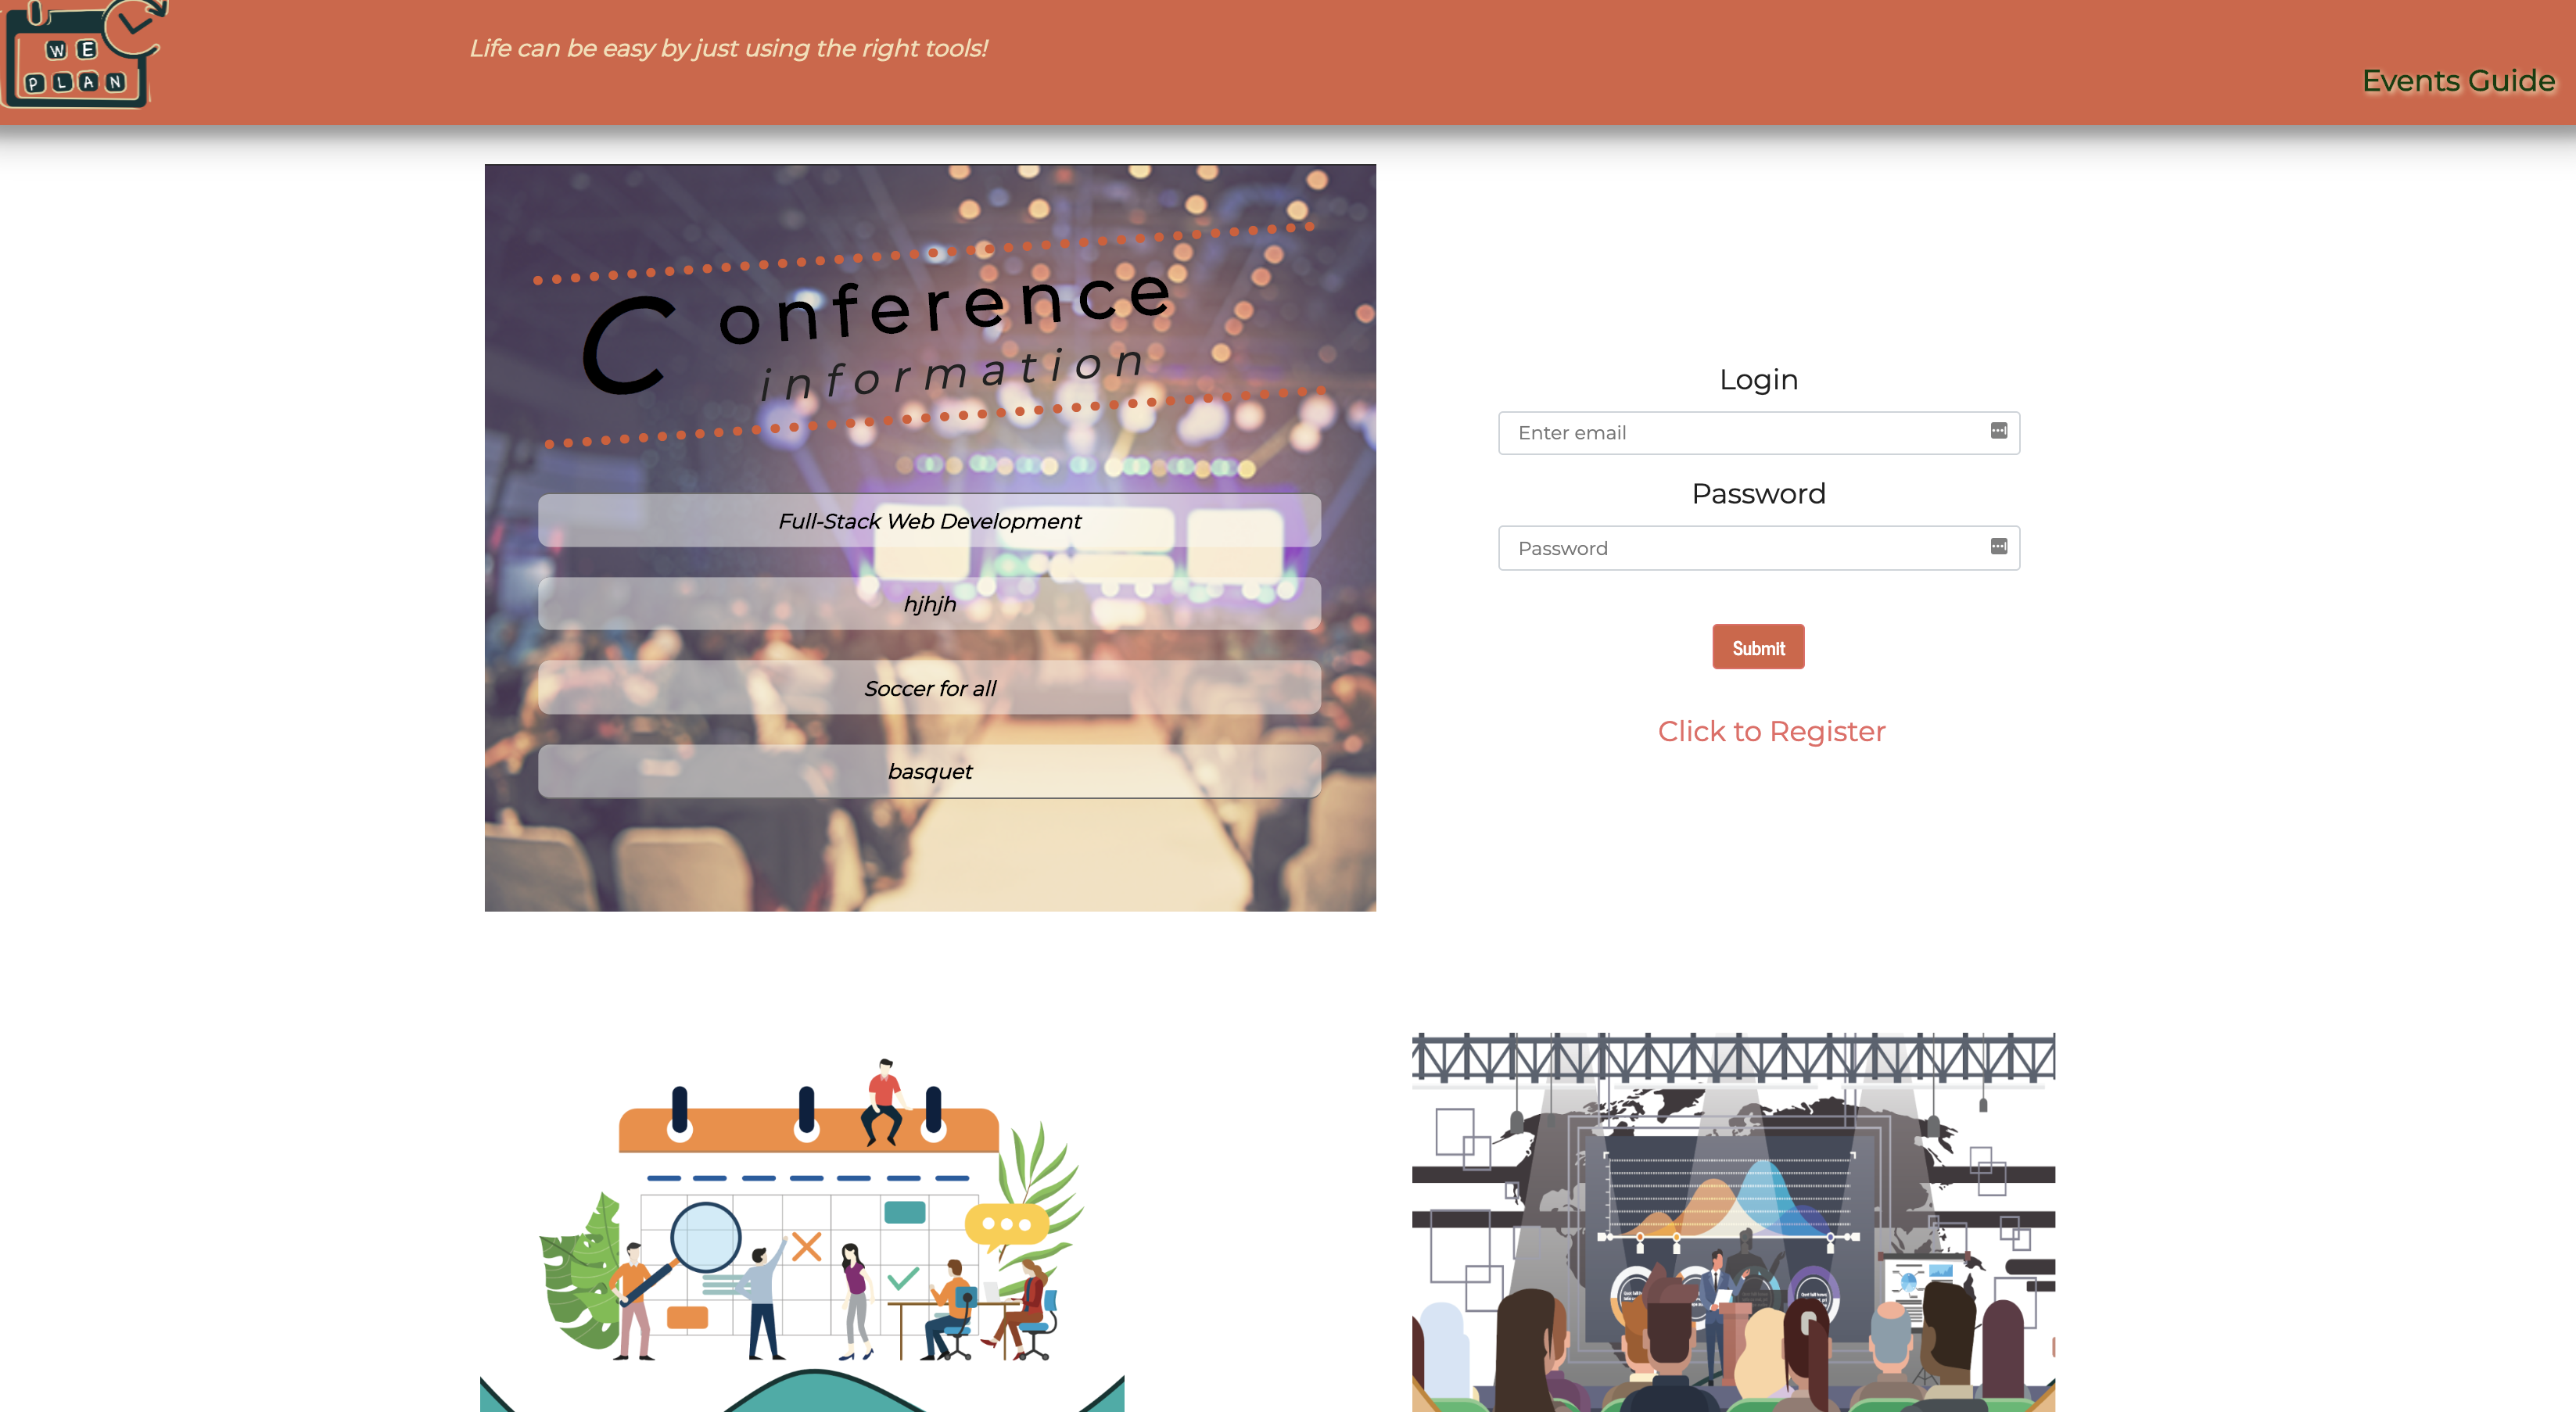 WE
PLAN
Life can be easy by just using the right tools!
Events Guide
Conference
information
Full-Stack Web Development
hjhjh
Soccer for all
basquet
Login
Enter email
Password
Password
Submit
Click to Register